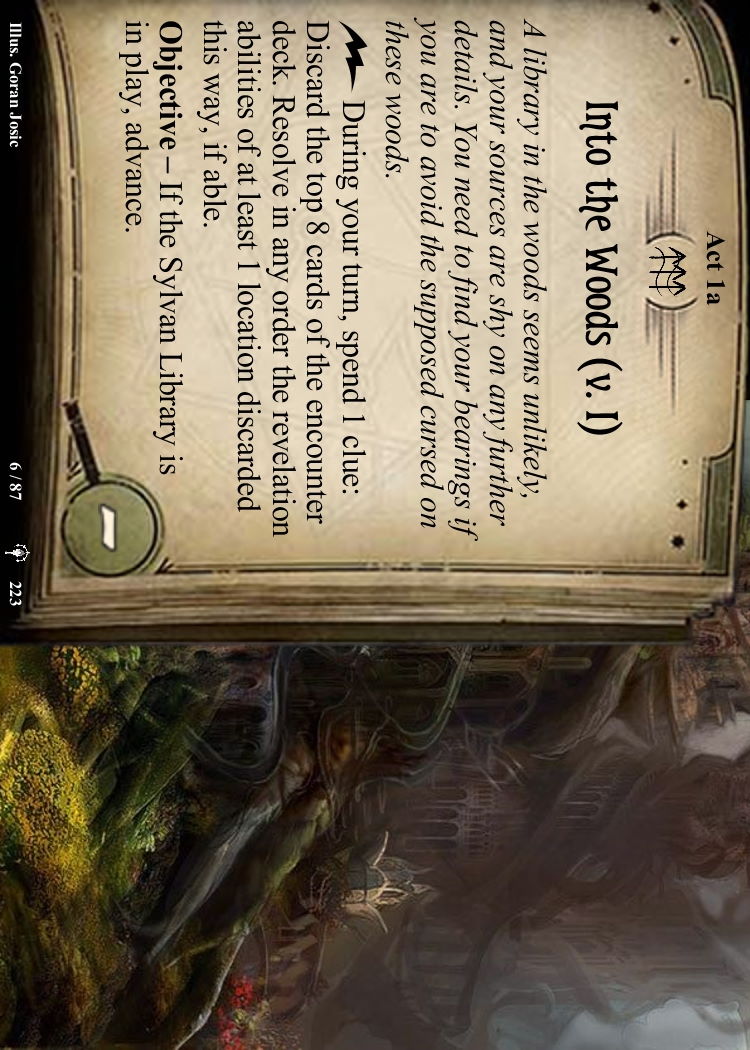 Act 1a
Into the Woods (v. I)
A library in the woods seems unlikely,
and your sources are shy on any further
details. You need to find your bearings if
you are to avoid the supposed cursed on
these woods.
During your turn, spend 1 clue:
Discard the top 8 cards of the encounter
deck. Resolve in any order the revelation
abilities of at least 1 location discarded
this way, if able.
Objective – If the Sylvan Library is
in play, advance.
–
Illus. Goran Josic
6/87
223